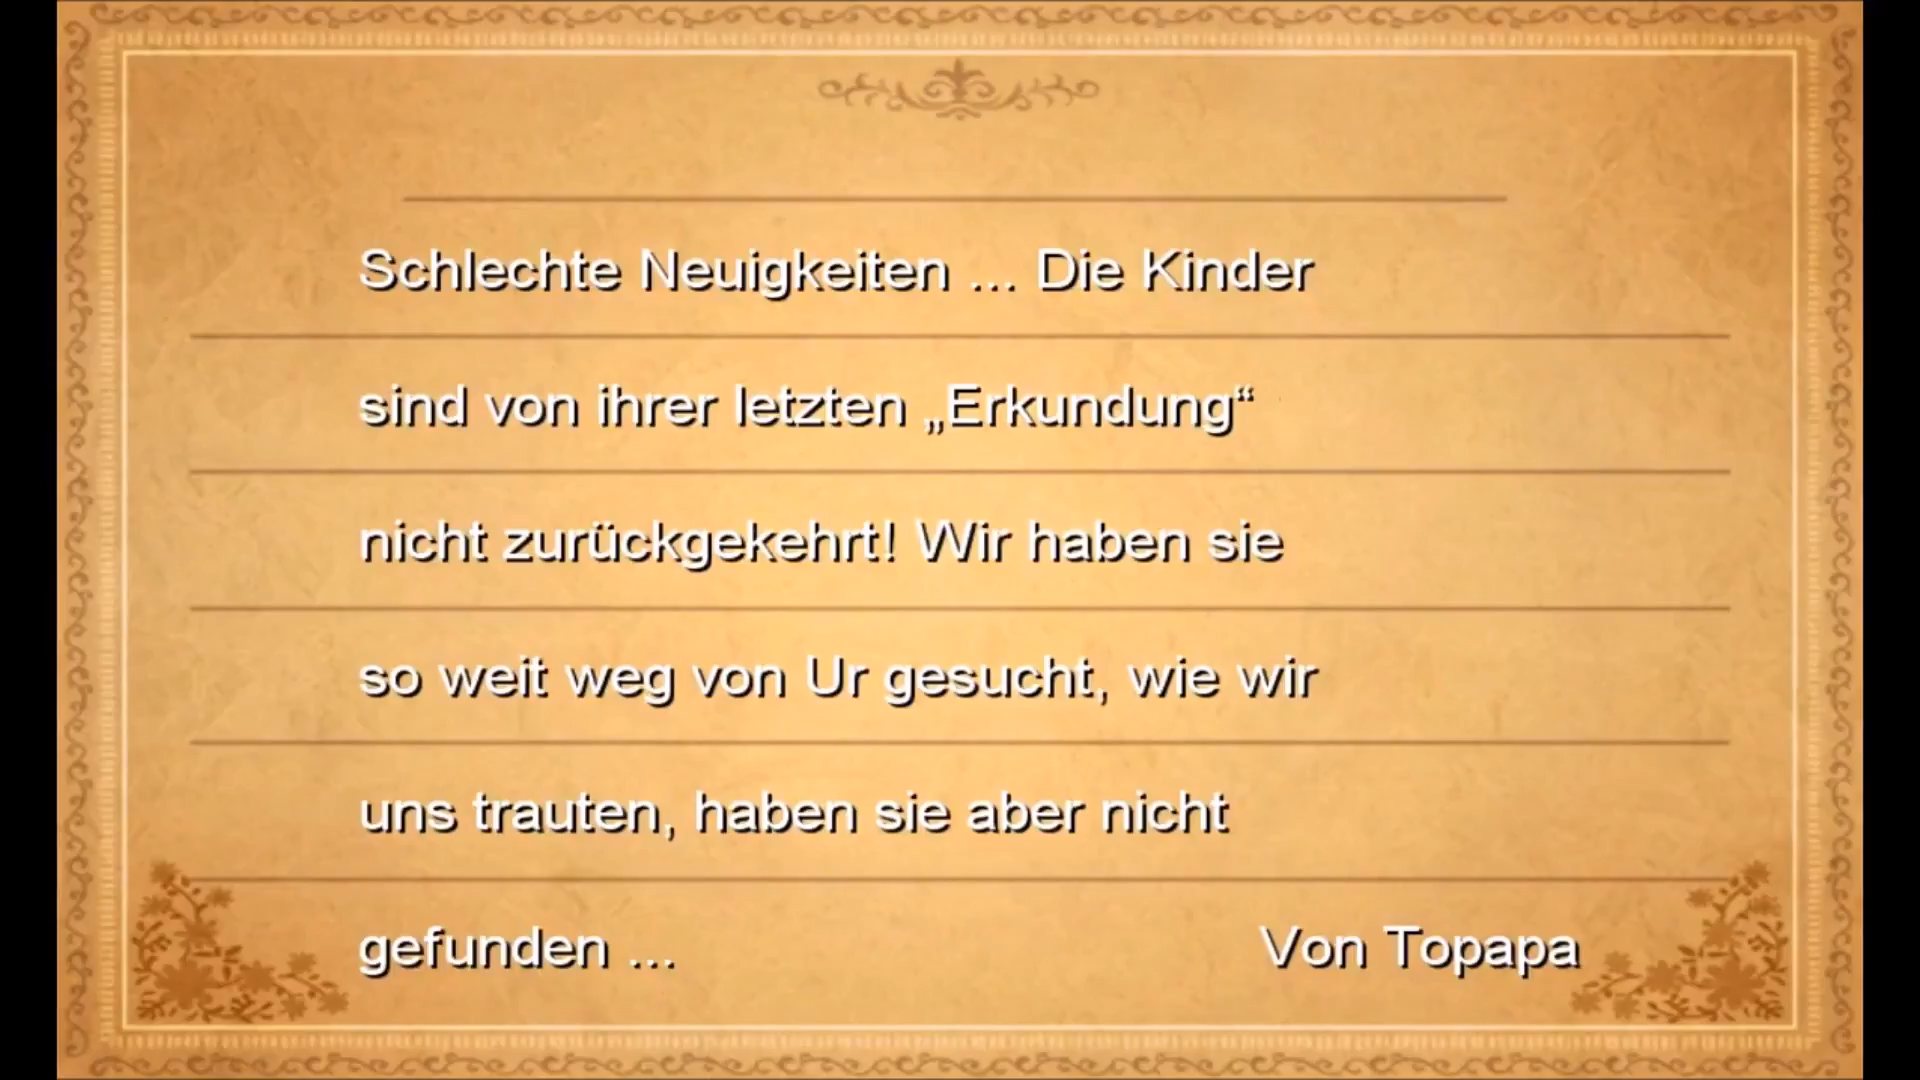 Schlechte Neuigkeiten ... Die Kinder
sind von ihrer letzten „Erkundung“
nicht zurückgekehrt! Wir haben sie
so weit weg von Ur gesucht, wie wir
uns trauten, haben sie aber nicht
gefunden ... Von Topapa